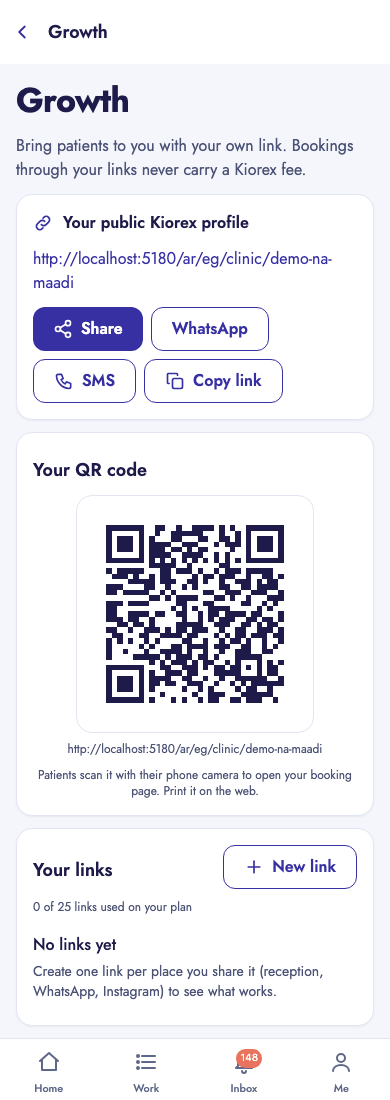 Growth
Growth
Bring patients to you with your own link. Bookings
through your links never carry a Kiorex fee.
Your public Kiorex profile
http://localhost:5180/ar/eg/clinic/demo-na-
maadi
Share
WhatsApp
SMS
Copy link
Your QR code
http://localhost:5180/ar/eg/clinic/demo-na-maadi
Patients scan it with their phone camera to open your booking
page. Print it on the web.
Your links
New link
0 of 25 links used on your plan
No links yet
Create one link per place you share it (reception,
WhatsApp, Instagram) to see what works.
148
Home
Work
Inbox
Me